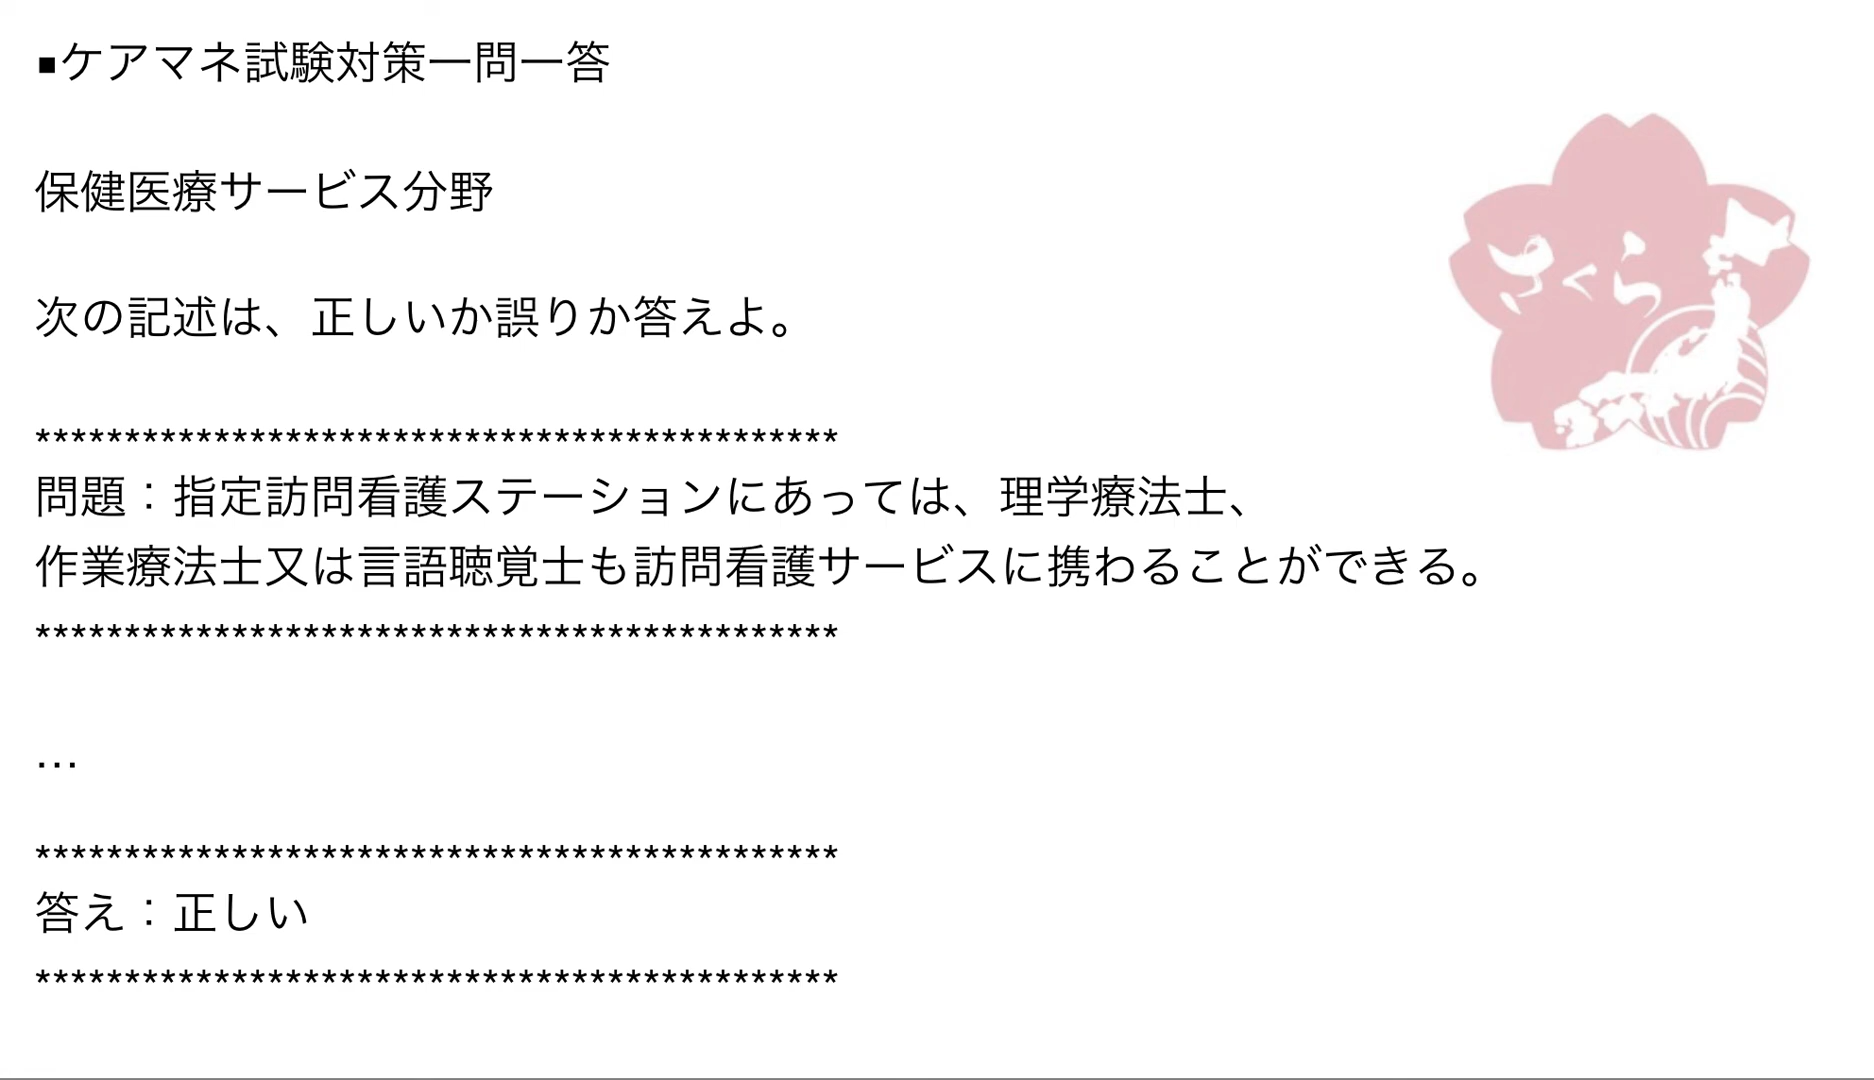 ▪ケアマネ試験対策一問一答
保健医療サービス分野
次の記述は、正しいか誤りか答えよ。
さくら
*********************************************
問題：指定訪問看護ステーションにあっては、理学療法士、
作業療法士又は言語聴覚士も訪問看護サービスに携わることができる。
*********************************************
…
*********************************************
答え：正しい
*********************************************